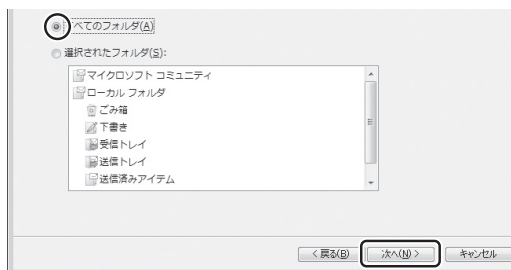 すべてのフォルダ(A)
選択されたフォルダ(S):
マイクロソフト コミュニティ
ローカル フォルダ
ごみ箱
下書き
受信トレイ
送信トレイ
送信済みアイテム
< 戻る(B)
次へ(N) >
キャンセル